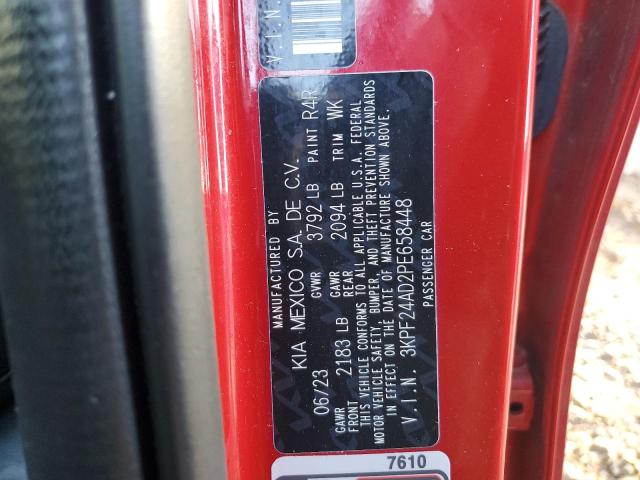 V.I.N.
MANUFACTURED BY
KIA MEXICO S.A. DE C.V.
06/23 GVWR 3792 LB PAINT R4R
GAWR FRONT 2183 LB GAWR REAR 2094 LB TRIM WK
THIS VEHICLE CONFORMS TO ALL APPLICABLE U.S.A. FEDERAL
MOTOR VEHICLE SAFETY, BUMPER, AND THEFT PREVENTION STANDARDS
IN EFFECT ON THE DATE OF MANUFACTURE SHOWN ABOVE.
V.I.N. 3KPF24AD2PE658448
PASSENGER CAR
7610